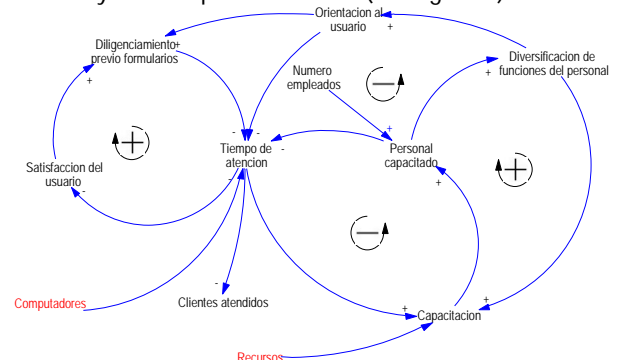 Orientacion al
usuario
+
Diligenciamiento+
previo formularios
+
Numero
empleados
Diversificacion de
funciones del personal
+
- -
Tiempo de
atencion
-
-
+
Personal
capacitado
+
Satisfaccion del
usuario
-
Computadores
-
Clientes atendidos
+
Capacitacion
+
Recursos